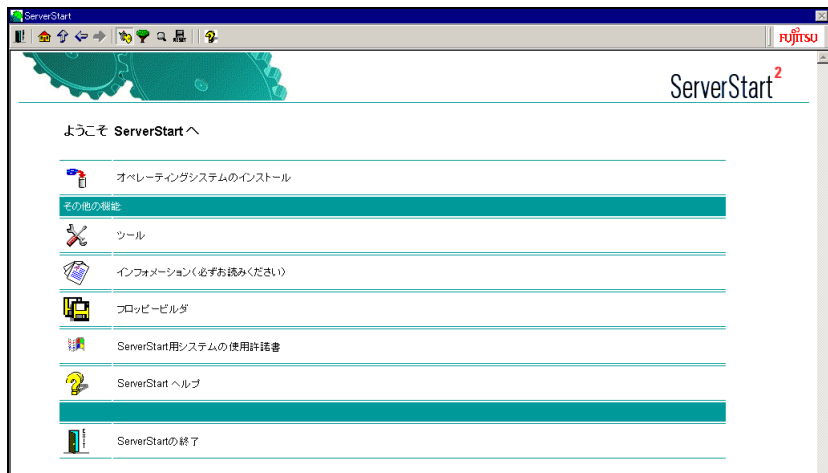 ServerStart
FUJITSU
ServerStart2
ようこそ ServerStart へ
オペレーティングシステムのインストール
その他の機能
ツール
インフォメーション（必ずお読みください）
フロッピービルダ
ServerStart用システムの使用許諾書
ServerStart ヘルプ
ServerStartの終了